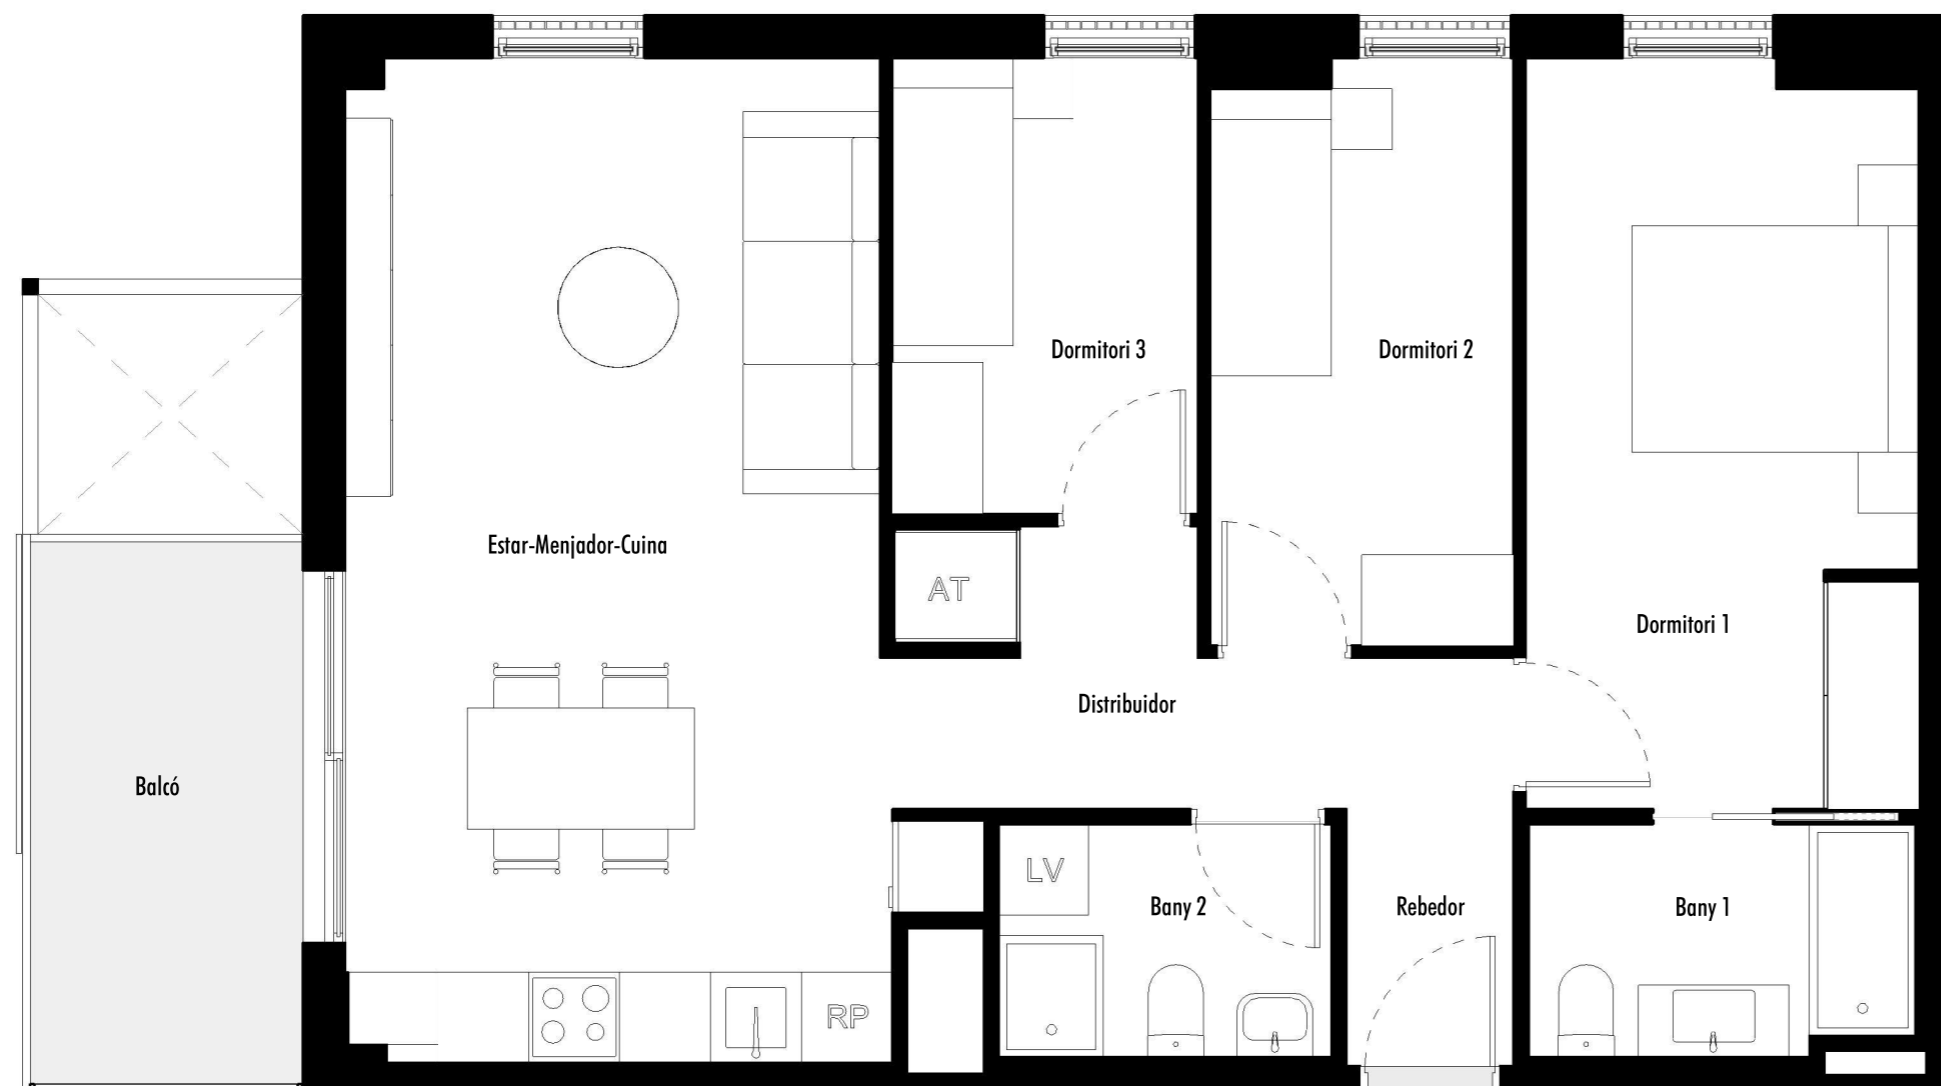 Dormitori 3
Dormitori 2
Estar-Menjador-Cuina
AT
Dormitori 1
Distribuidor
Balcó
LV
Bany 2
Rebedor
Bany 1
RP